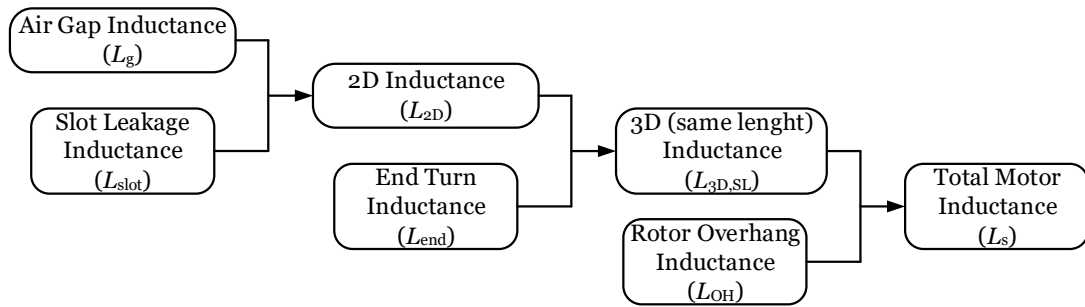 Air Gap Inductance
(Lg)
Slot Leakage
Inductance
(Lslot)
2D Inductance
(L2D)
End Turn
Inductance
(Lend)
3D (same lenght)
Inductance
(L3D,SL)
Rotor Overhang
Inductance
(LOH)
Total Motor
Inductance
(Ls)